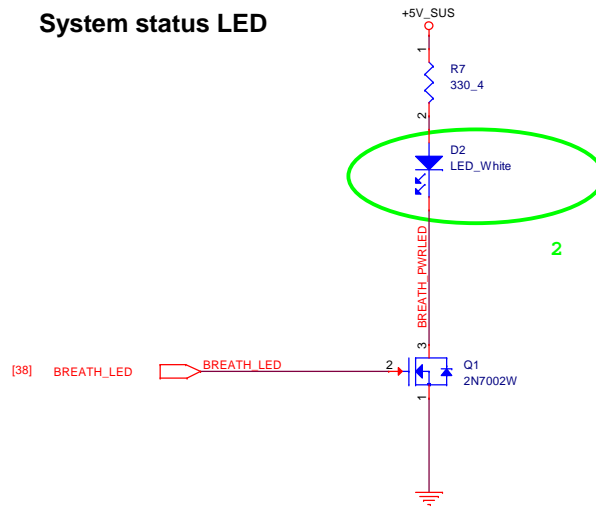 +5V_SUS
System status LED
1
R7
330_4
2
D2
LED_White
BREATH_PWRLED
2
3
[38] BREATH_LED
BREATH_LED
2
Q1
2N7002W
1